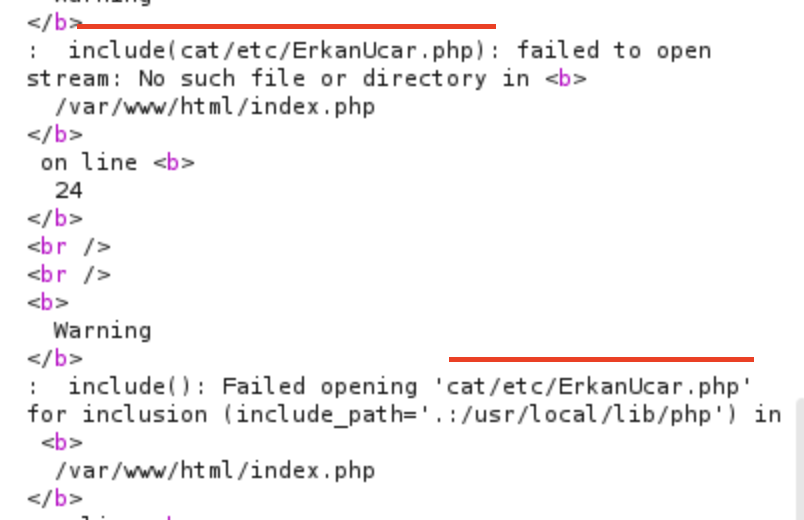 </b>
:  include(cat/etc/ErkanUcar.php): failed to open
stream: No such file or directory in <b>
/var/www/html/index.php
</b>
on line <b>
24
</b>
<br />
<br />
<b>
Warning
</b>
:  include(): Failed opening 'cat/etc/ErkanUcar.php'
for inclusion (include_path='.:/usr/local/lib/php') in
<b>
/var/www/html/index.php
</b>